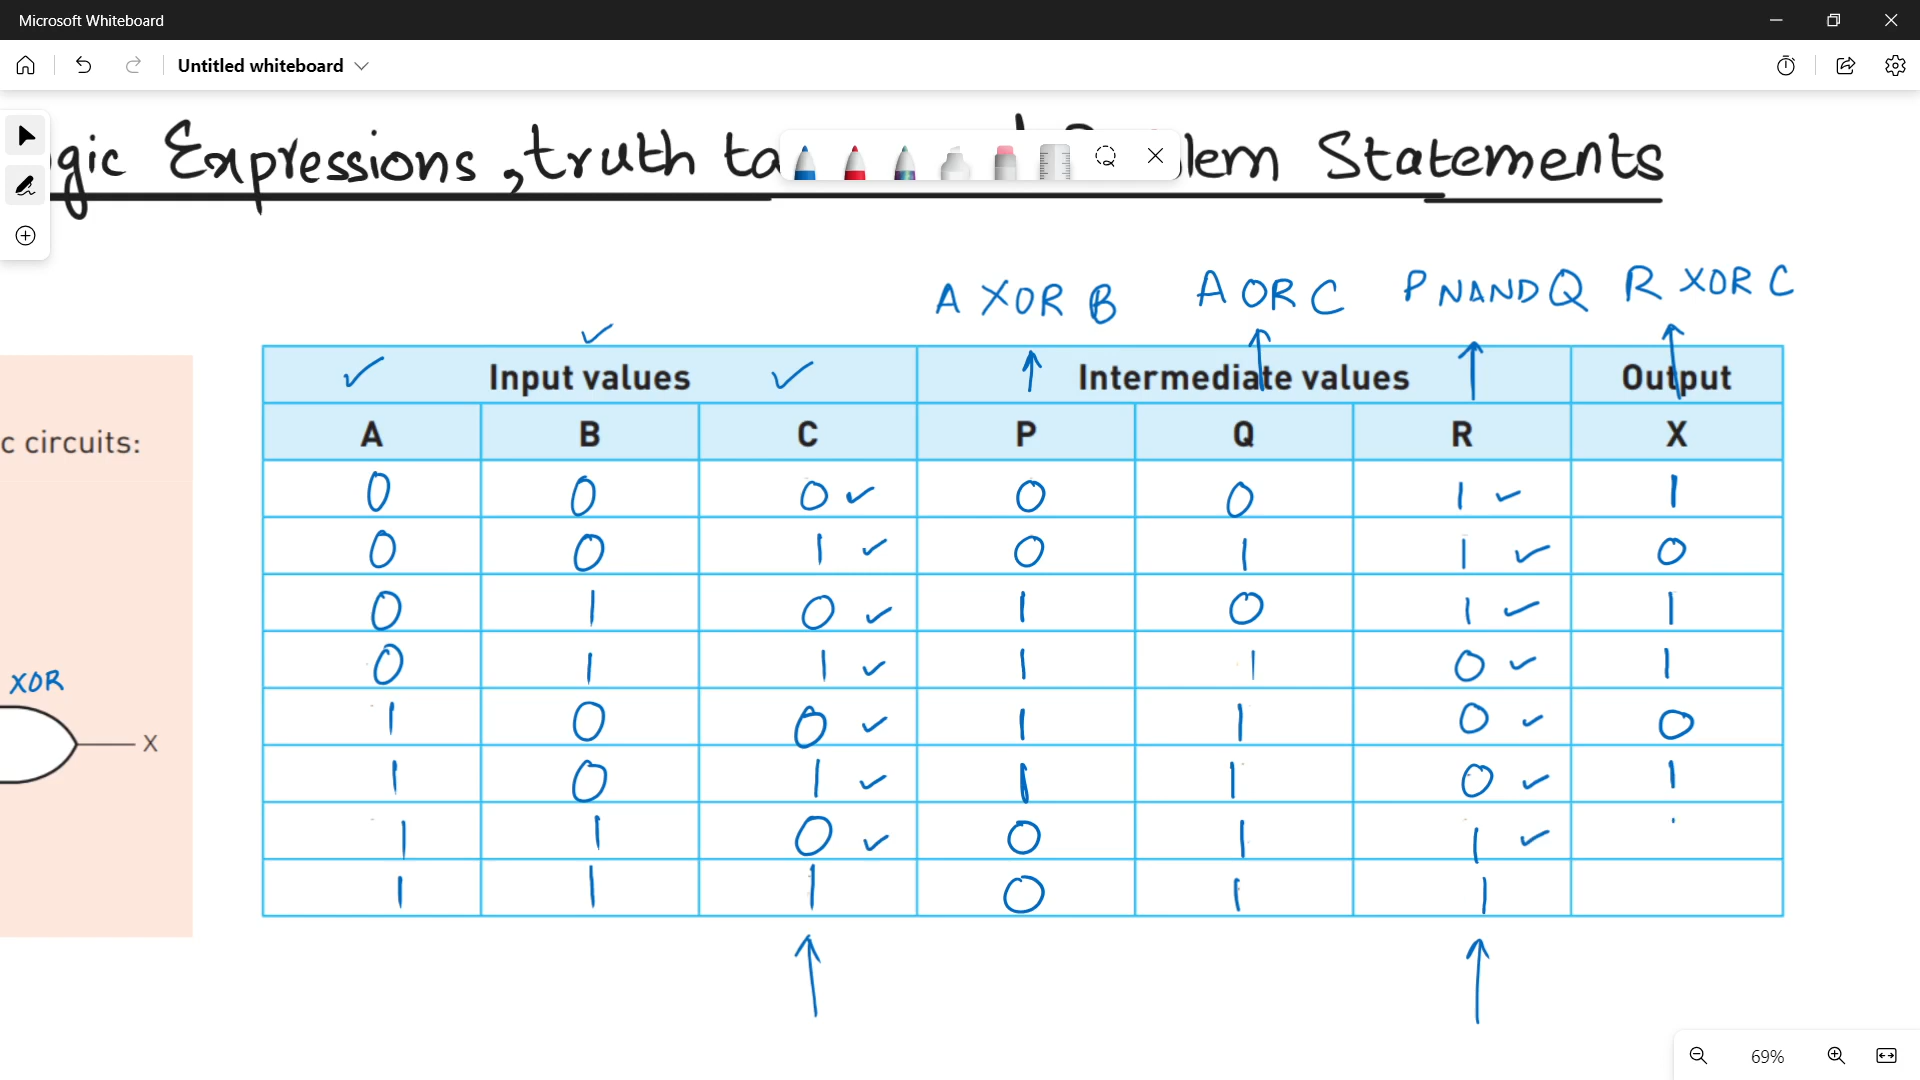 Microsoft Whiteboard
Untitled whiteboard
gic Expressions, truth ta lem Statements
A XOR B A OR C P NAND Q R XOR C
Input values Intermediate values Output
A B C P Q R X
c circuits:
0 0 0 0 0 1 1
0 0 1 0 1 1 0
0 1 0 1 0 1 1
0 1 1 1 1 0 1
XOR
1 0 0 1 1 0 0
X
1 0 1 1 1 0 1
1 1 0 0 1 1
1 1 1 0 1 1
69%